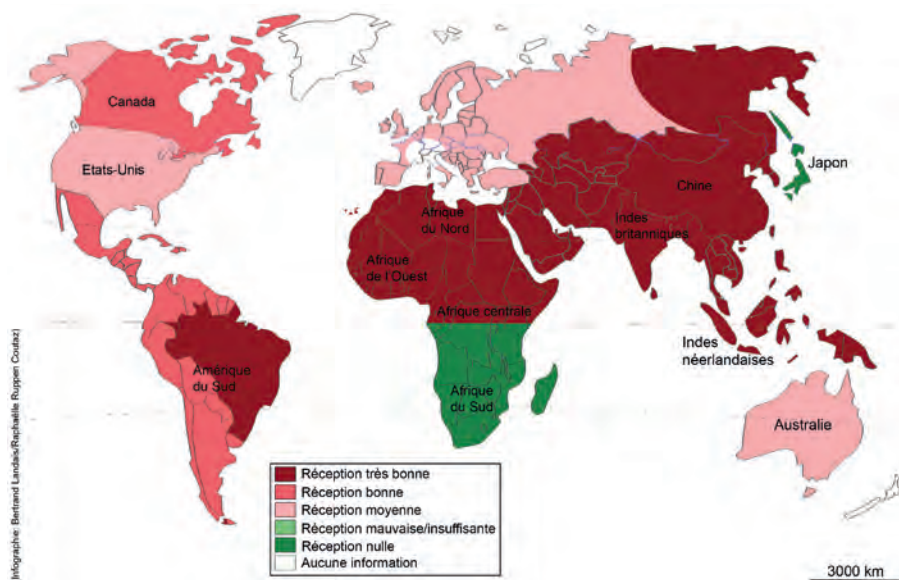 Canada
Etats-Unis
Japon
Chine
Afrique
du Nord
Indes
britanniques
Afrique
de l'Ouest
Afrique centrale
Indes
néerlandaises
Amérique
du Sud
Afrique
du Sud
Australie
Réception très bonne
Réception bonne
Réception moyenne
Réception mauvaise/insuffisante
Réception nulle
Aucune information
3000 km
Infographie: Bertrand Landais/Raphaëlle Ruppen Coutaz